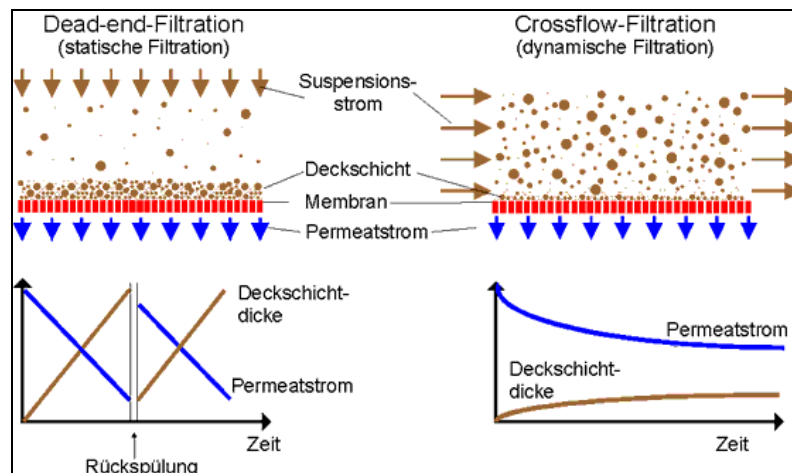 Dead-end-Filtration
(statische Filtration)
Crossflow-Filtration
(dynamische Filtration)
Suspensions-
strom
Deckschicht
Membran
Permeatstrom
Deckschicht-
dicke
Permeatstrom
Zeit
Rückspülung
Permeatstrom
Deckschicht-
dicke
Zeit